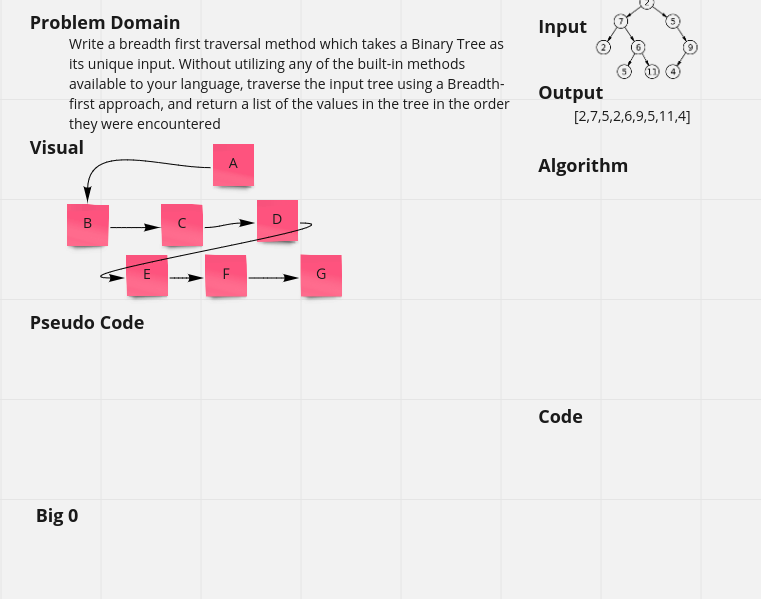 Problem Domain
Write a breadth first traversal method which takes a Binary Tree as
its unique input. Without utilizing any of the built-in methods
available to your language, traverse the input tree using a Breadth-
first approach, and return a list of the values in the tree in the order
they were encountered
Visual
A
B C D
E F G
Pseudo Code
Big 0
Input
2
7 5
2 6 9
5 11 4
Output
[2,7,5,2,6,9,5,11,4]
Algorithm
Code